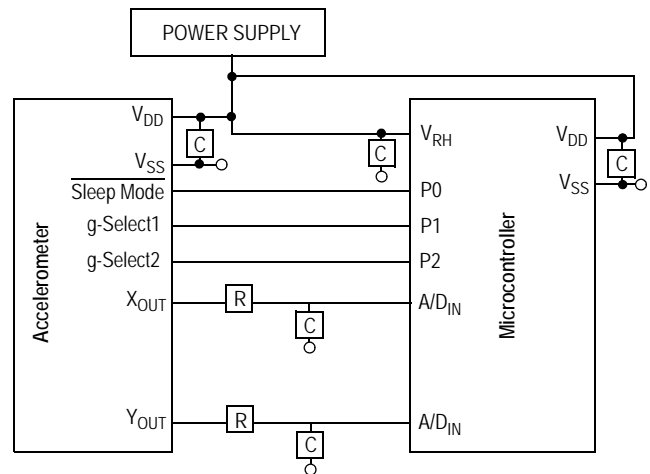 POWER SUPPLY
Accelerometer
VDD
C
VSS
Sleep Mode
g-Select1
g-Select2
XOUT
R
C
YOUT
R
C
C
VRH
P0
P1
P2
A/DIN
A/DIN
Microcontroller
VDD
C
VSS